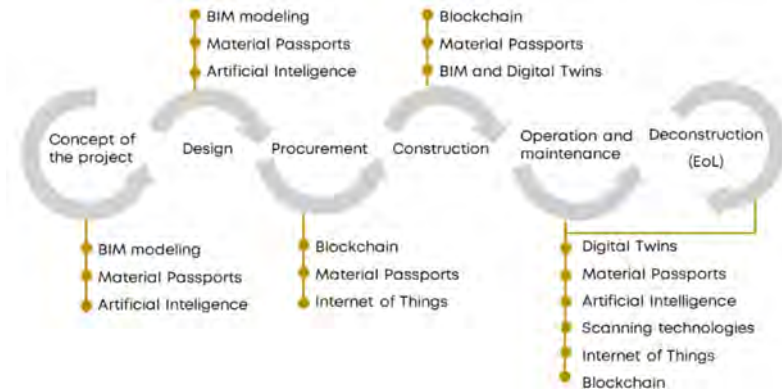 BIM modeling
Material Passports
Artificial Inteligence
Blockchain
Material Passports
BIM and Digital Twins
Concept of
the project
Design
Procurement
Construction
Operation and
maintenance
Deconstruction
(EoL)
BIM modeling
Material Passports
Artificial Inteligence
Blockchain
Material Passports
Internet of Things
Digital Twins
Material Passports
Artificial Intelligence
Scanning technologies
Internet of Things
Blockchain